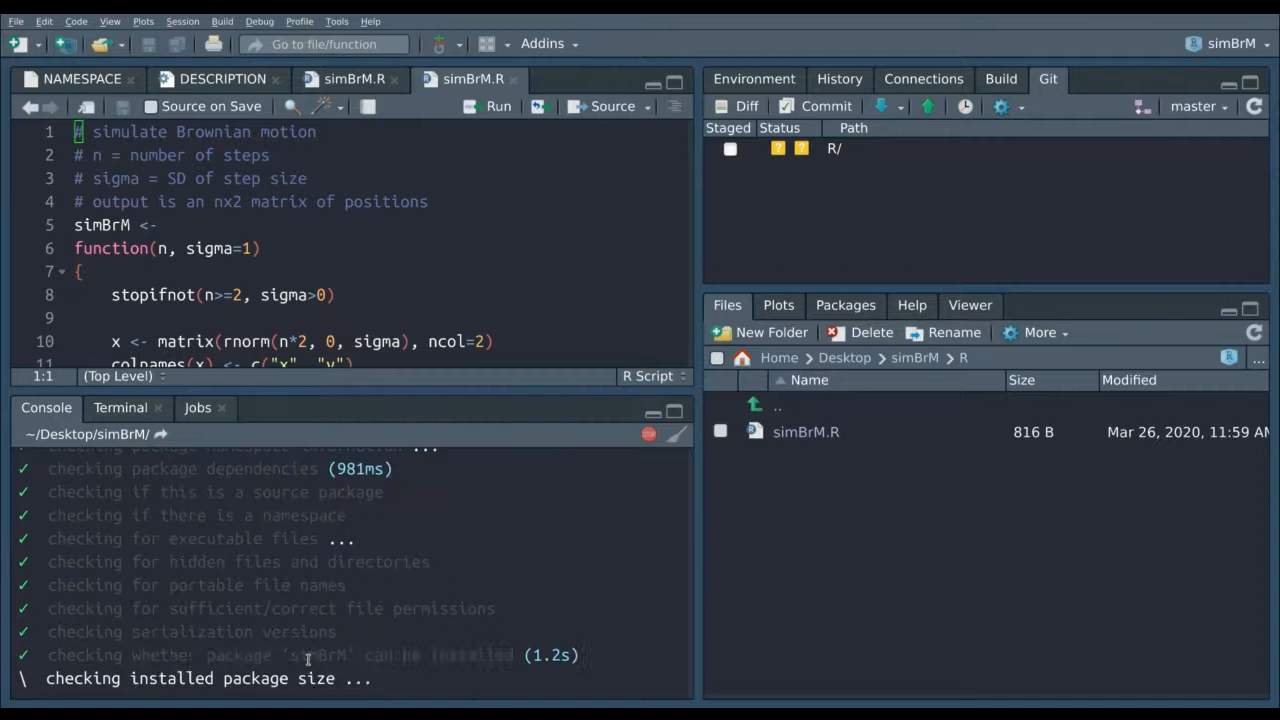 File Edit Code View Plots Session Build Debug Profile Tools Help
Go to file/function Addins simBrM
NAMESPACE DESCRIPTION simBrM.R simBrM.R
Source on Save Run Source
1 # simulate Brownian motion
2 # n = number of steps
3 # sigma = SD of step size
4 # output is an nx2 matrix of positions
5 simBrM <-
6 function(n, sigma=1)
7 {
8 stopifnot(n>=2, sigma>0)
9
10 x <- matrix(rnorm(n*2, 0, sigma), ncol=2)
11 colnames(x) <- c("x", "y")
1:1 (Top Level) R Script
Console Terminal Jobs
~/Desktop/simBrM/
checking package namespace information ...
✓ checking package dependencies (981ms)
✓ checking if this is a source package
✓ checking if there is a namespace
✓ checking for executable files ...
✓ checking for hidden files and directories
✓ checking for portable file names
✓ checking for sufficient/correct file permissions
✓ checking serialization versions
✓ checking whether package ‘simBrM’ can be installed (1.2s)
\ checking installed package size ...
Environment History Connections Build Git
Diff Commit master
Staged Status Path
? ? R/
Files Plots Packages Help Viewer
New Folder Delete Rename More
Home Desktop simBrM R ...
Name Size Modified
..
simBrM.R 816 B Mar 26, 2020, 11:59 AM